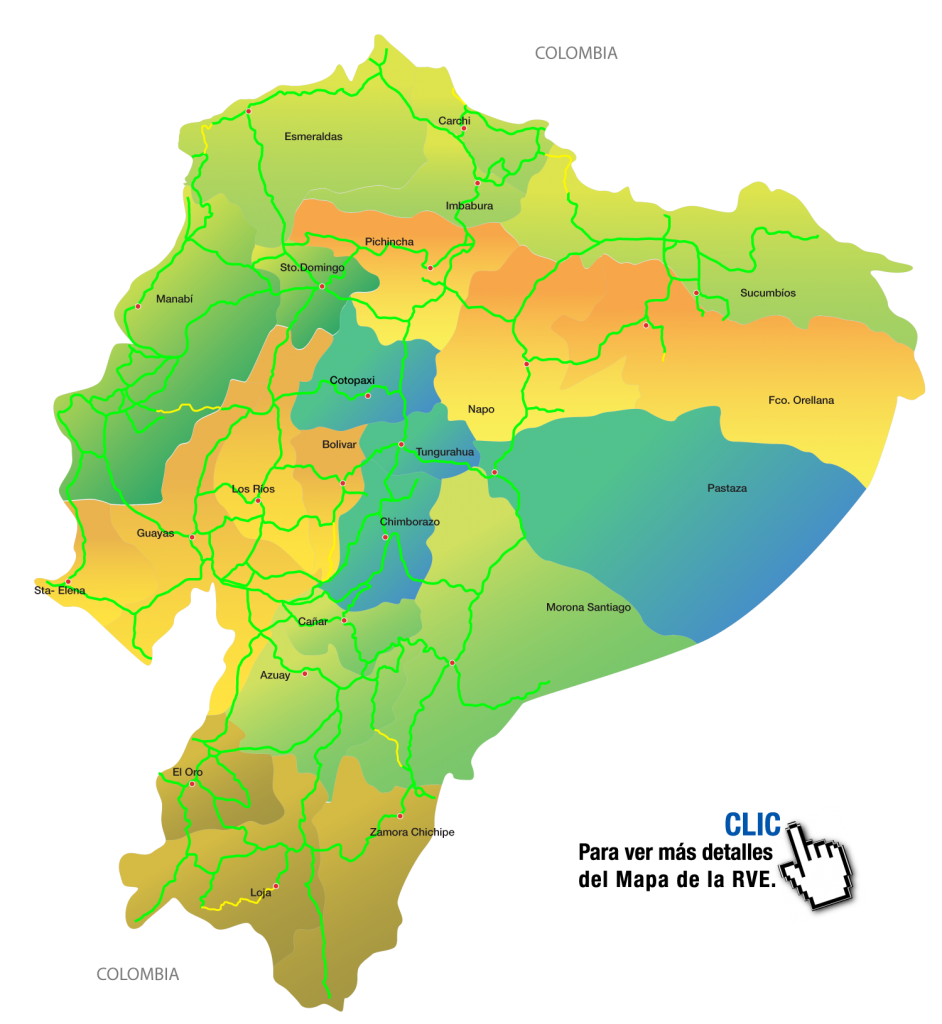 COLOMBIA
Carchi
Esmeraldas
Imbabura
Pichincha
Sto.Domingo
Manabí
Sucumbíos
Cotopaxi
Fco. Orellana
Napo
Bolivar
Tungurahua
Los Ríos
Pastaza
Chimborazo
Guayas
Sta- Elena
Morona Santiago
Cañar
Azuay
El Oro
CLIC
Para ver más detalles
del Mapa de la RVE.
Zamora Chichipe
Loja
COLOMBIA